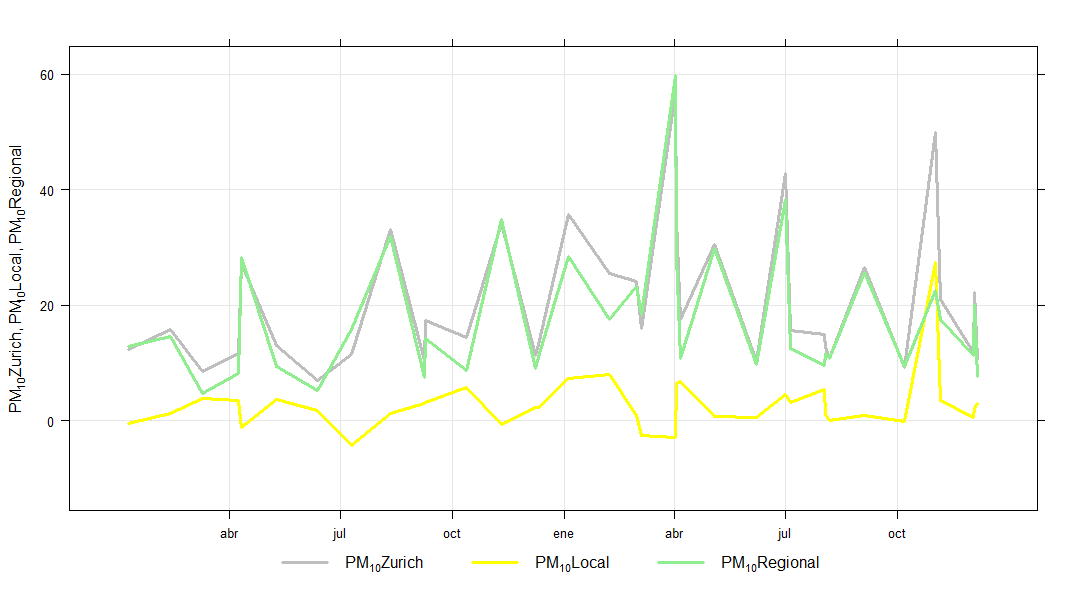 PM10Zurich, PM10Local, PM10Regional
60
40
20
0
abr jul oct ene abr jul oct
PM10Zurich PM10Local PM10Regional